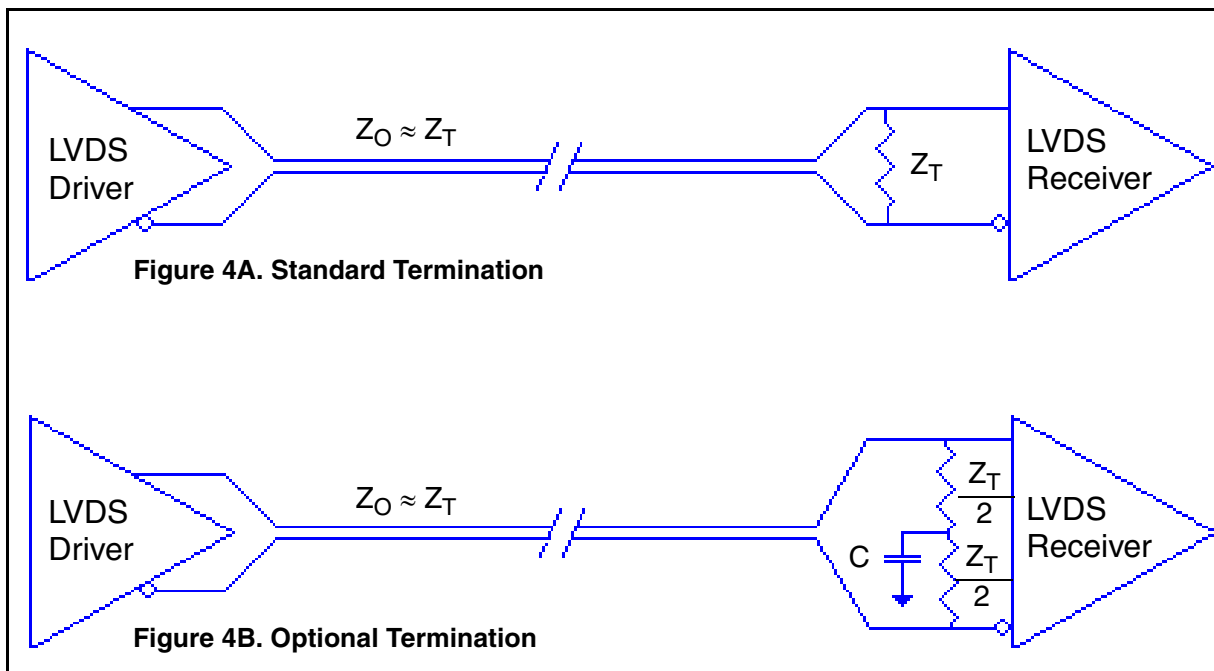 LVDS
Driver
Z_O ≈ Z_T
Z_T
LVDS
Receiver
Figure 4A. Standard Termination
LVDS
Driver
Z_O ≈ Z_T
C
Z_T
2
Z_T
2
LVDS
Receiver
Figure 4B. Optional Termination